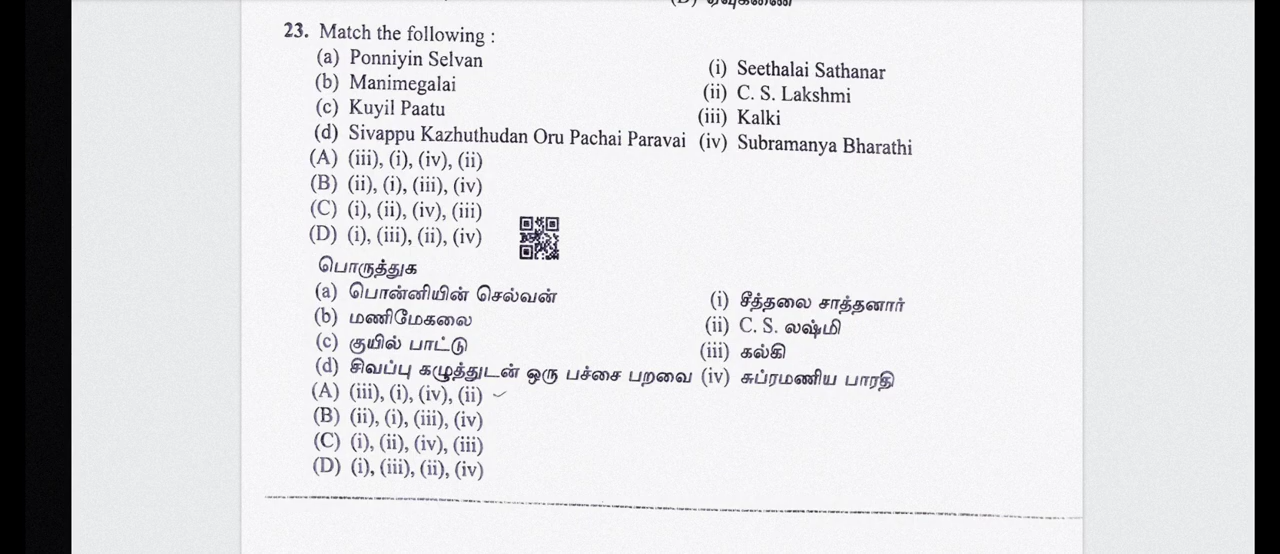 23. Match the following :
(a) Ponniyin Selvan (i) Seethalai Sathanar
(b) Manimegalai (ii) C. S. Lakshmi
(c) Kuyil Paatu (iii) Kalki
(d) Sivappu Kazhuthudan Oru Pachai Paravai (iv) Subramanya Bharathi
(A) (iii), (i), (iv), (ii)
(B) (ii), (i), (iii), (iv)
(C) (i), (ii), (iv), (iii)
(D) (i), (iii), (ii), (iv)
பொருத்துக
(a) பொன்னியின் செல்வன் (i) சீத்தலை சாத்தனார்
(b) மணிமேகலை (ii) C. S. லஷ்மி
(c) குயில் பாட்டு (iii) கல்கி
(d) சிவப்பு கழுத்துடன் ஒரு பச்சை பறவை (iv) சுப்ரமணிய பாரதி
(A) (iii), (i), (iv), (ii)
(B) (ii), (i), (iii), (iv)
(C) (i), (ii), (iv), (iii)
(D) (i), (iii), (ii), (iv)